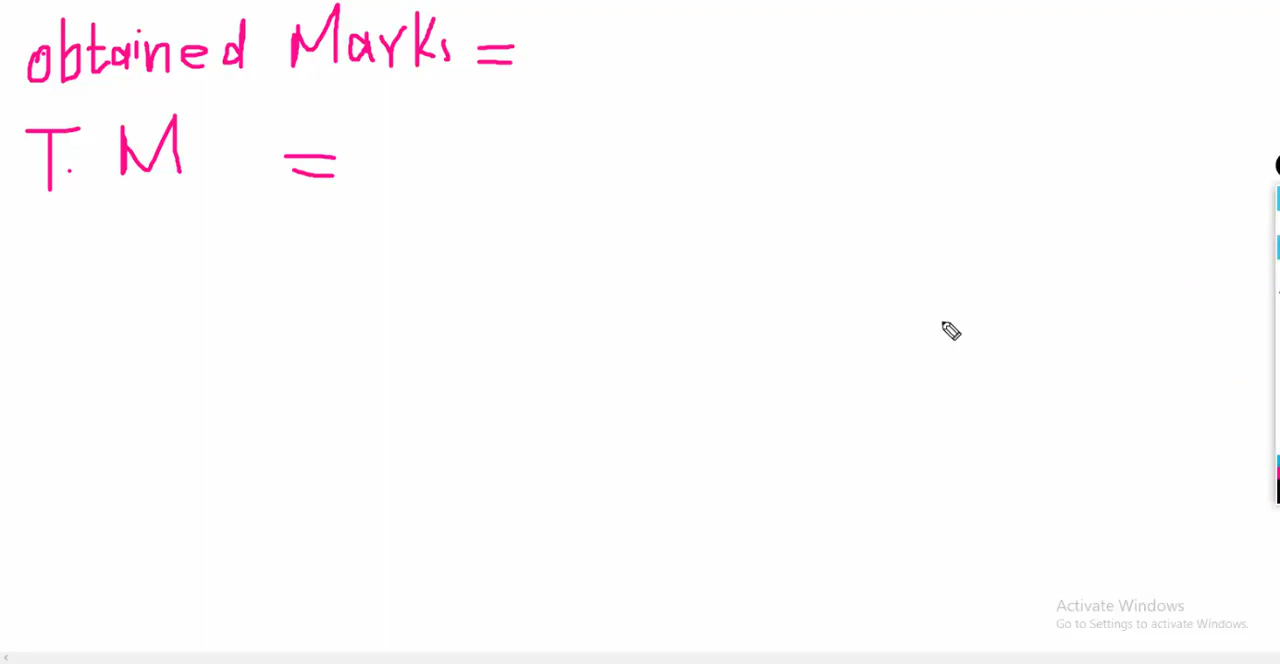 obtained Marks =
T. M =
Activate Windows
Go to Settings to activate Windows.